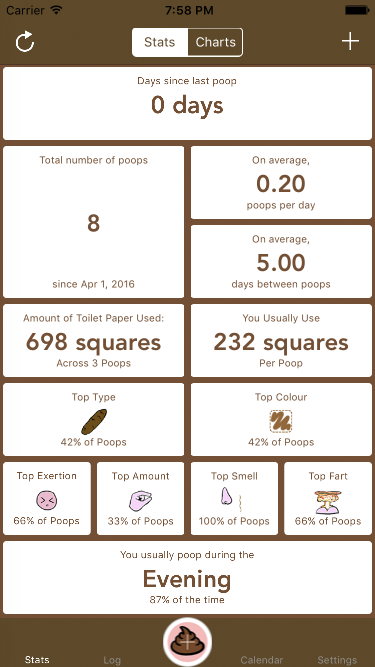 Carrier 7:58 PM
Stats Charts
Days since last poop
0 days
Total number of poops
8
since Apr 1, 2016
On average,
0.20
poops per day
On average,
5.00
days between poops
Amount of Toilet Paper Used:
698 squares
Across 3 Poops
You Usually Use
232 squares
Per Poop
Top Type
42% of Poops
Top Colour
42% of Poops
Top Exertion
66% of Poops
Top Amount
33% of Poops
Top Smell
100% of Poops
Top Fart
66% of Poops
You usually poop during the
Evening
87% of the time
Stats Log Calendar Settings